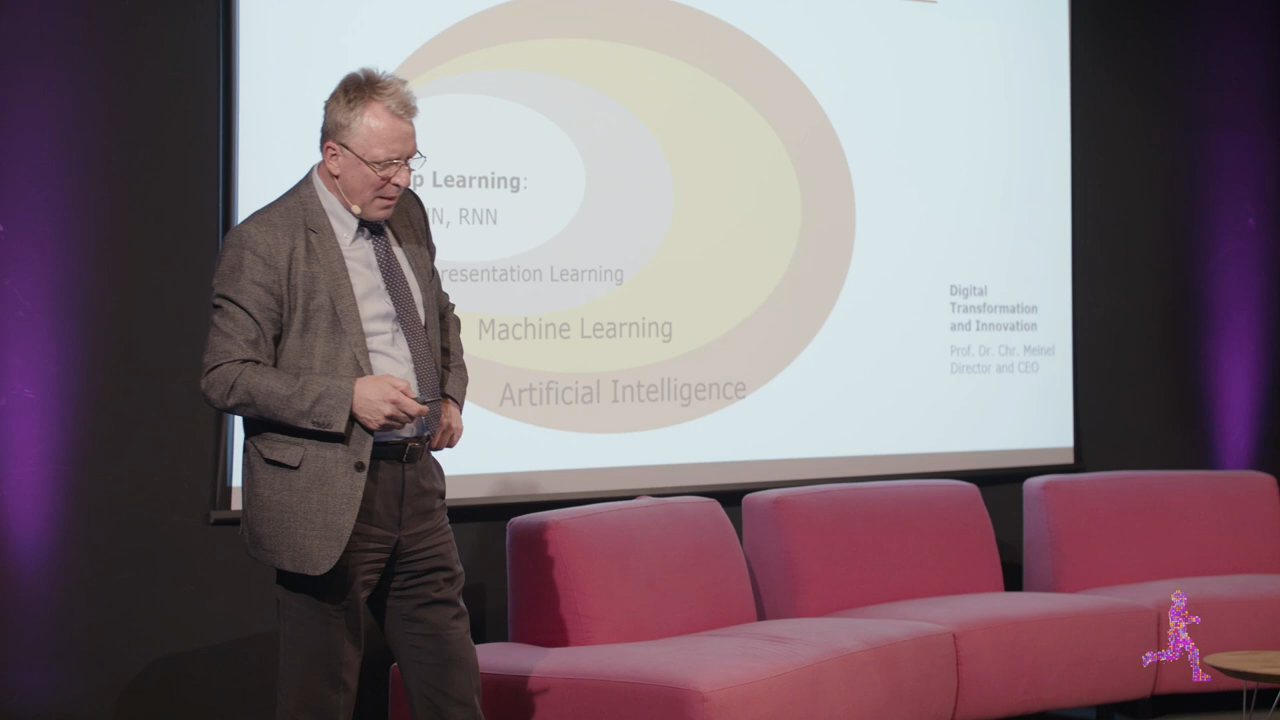 p Learning:
N, RNN
resentation Learning
Machine Learning
Artificial Intelligence
Digital
Transformation
and Innovation
Prof. Dr. Chr. Meinel
Director and CEO